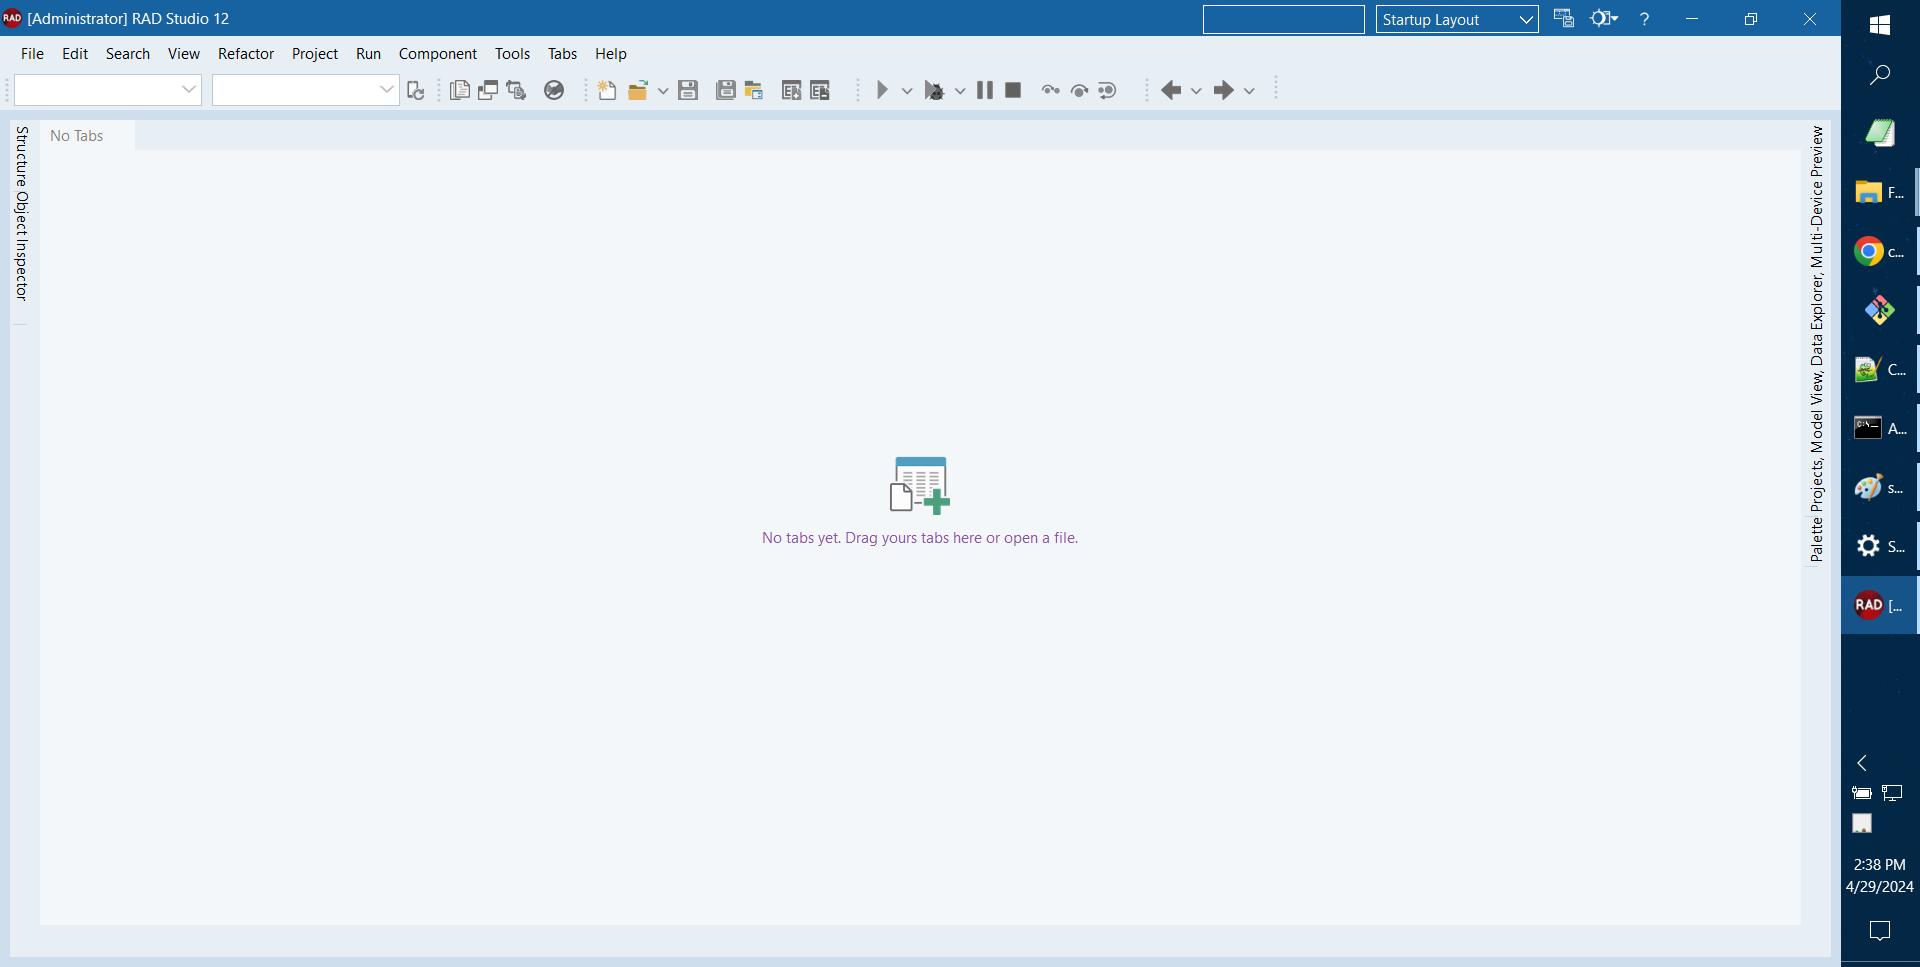 RAD [Administrator] RAD Studio 12
Startup Layout
?
File Edit Search View Refactor Project Run Component Tools Tabs Help
No Tabs
Structure
Object Inspector
No tabs yet. Drag yours tabs here or open a file.
Projects, Model View, Data Explorer, Multi-Device Preview
Palette
F...
c...
C...
C:\ A...
s...
S...
RAD [...
2:38 PM
4/29/2024